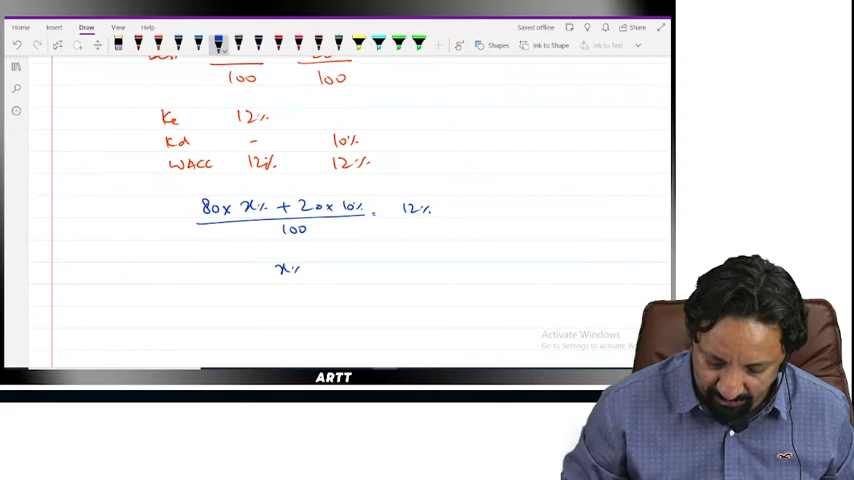 Home Insert Draw View Help Saved offline Share
Shapes Ink to Shape Ink to Text
100 100
Ke 12%
Kd - 10%
WACC 12% 12%
80 x x% + 20 x 10% = 12%
100
x%
Activate Windows
Go to Settings to activate W
ARTT